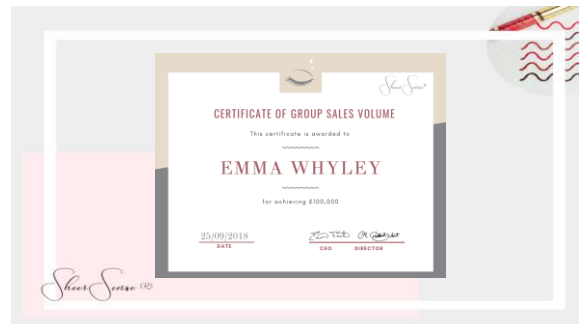 Sheer Sense®
CERTIFICATE OF GROUP SALES VOLUME
This certificate is awarded to
EMMA WHYLEY
for achieving £100,000
25/09/2018
DATE
CEO DIRECTOR
Sheer Sense ®